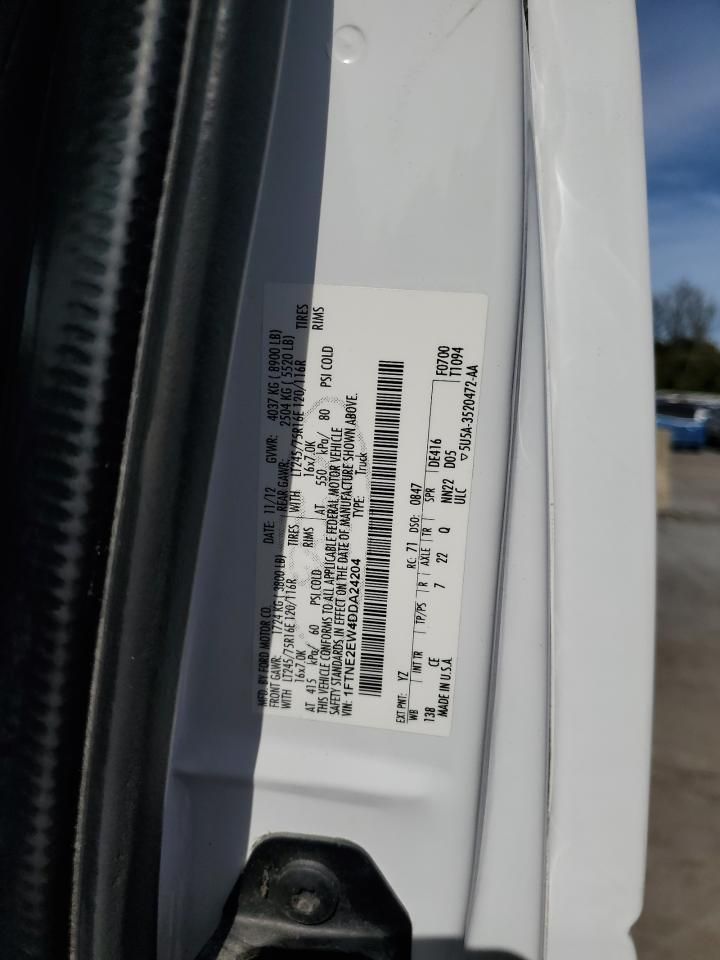 MFD. BY FORD MOTOR CO. DATE: 11/12 GVWR: 4037 KG ( 8900 LB)
FRONT GAWR: 1724 KG ( 3800 LB) REAR GAWR: 2504 KG ( 5520 LB)
WITH LT245/75R16E 120/116R TIRES WITH LT245/75R16E 120/116R TIRES
16x7.0K RIMS 16x7.0K RIMS
AT 415 kPa/ 60 PSI COLD AT 550 kPa/ 80 PSI COLD
THIS VEHICLE CONFORMS TO ALL APPLICABLE FEDERAL MOTOR VEHICLE
SAFETY STANDARDS IN EFFECT ON THE DATE OF MANUFACTURE SHOWN ABOVE.
VIN: 1FTNE2EW4DDA24204 TYPE: Truck
EXT PNT: YZ RC: 71 DSO: 0847 F0700
WB INT TR TP/PS R AXLE TR SPR DE416 T1094
138 CE 7 22 Q NN22 D05
MADE IN U.S.A. ULC ▽5U5A-3520472-AA